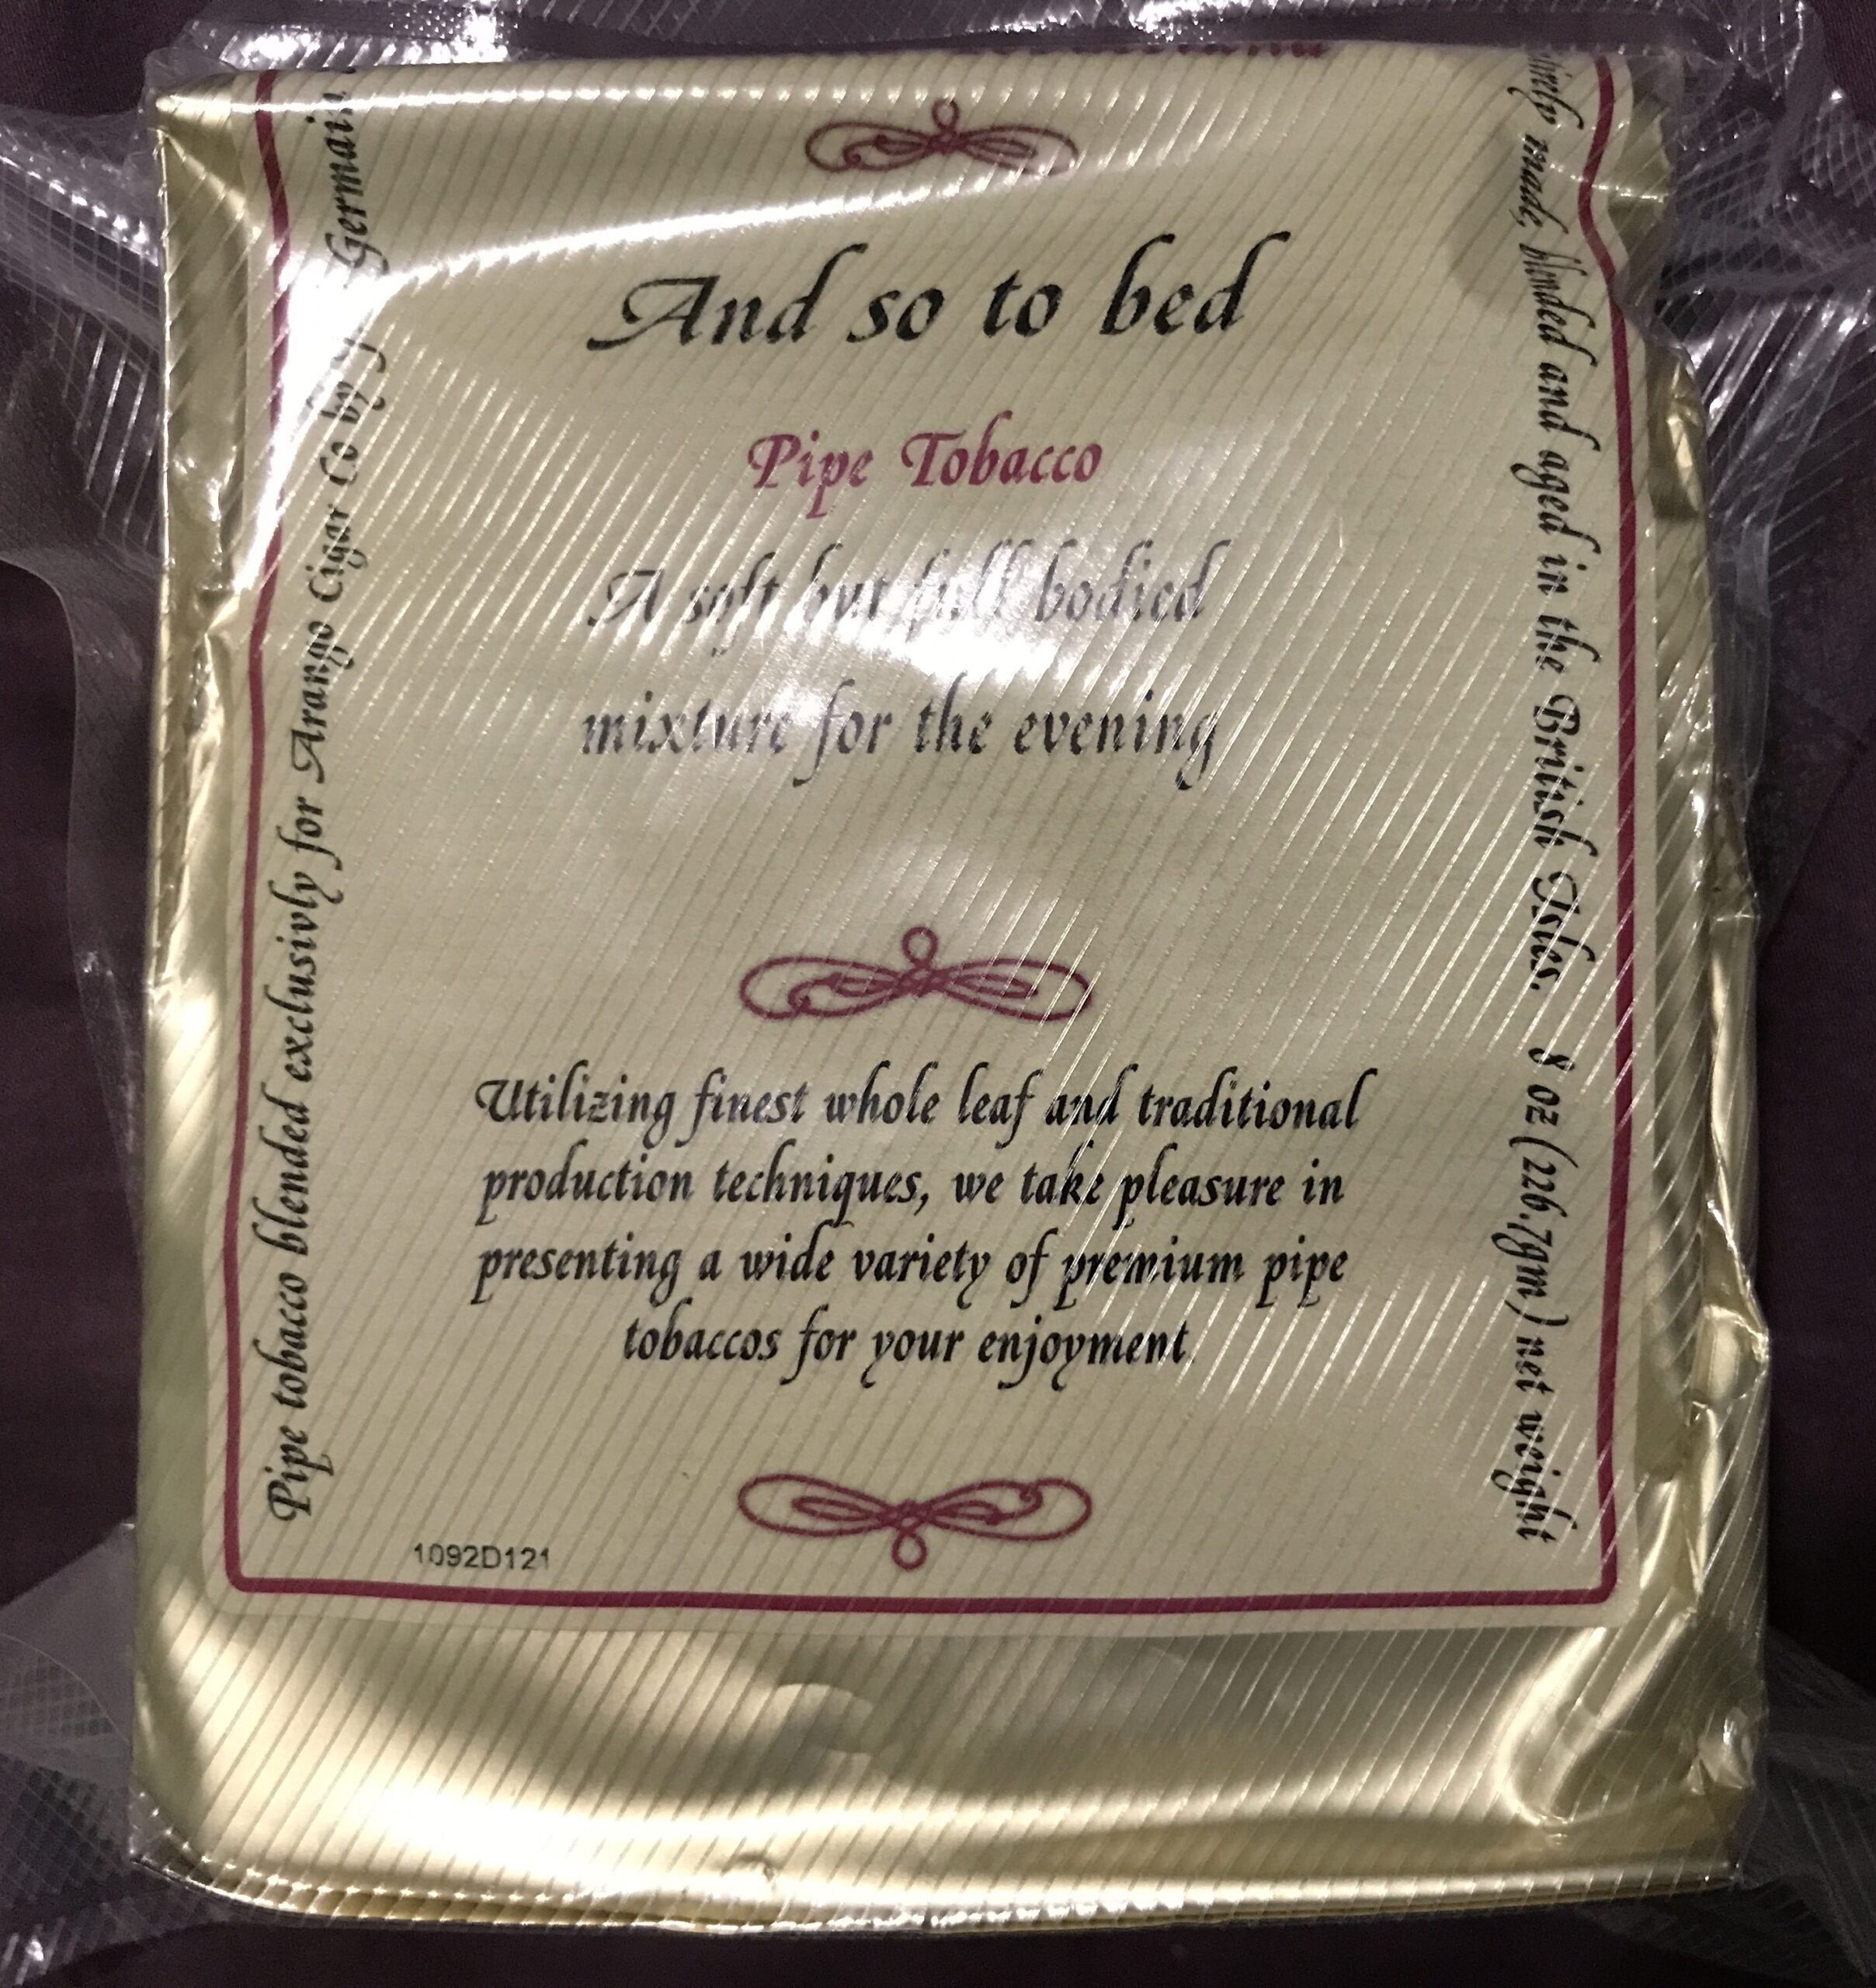 And so to bed
Pipe Tobacco
A soft but full bodied
mixture for the evening
Utilizing finest whole leaf and traditional
production techniques, we take pleasure in
presenting a wide variety of premium pipe
tobaccos for your enjoyment
1092D121
Pipe tobacco blended exclusivly for Arango Cigar Co by J Germain
made, blended and aged in the British Isles. 8 oz (226.7gm) net weight